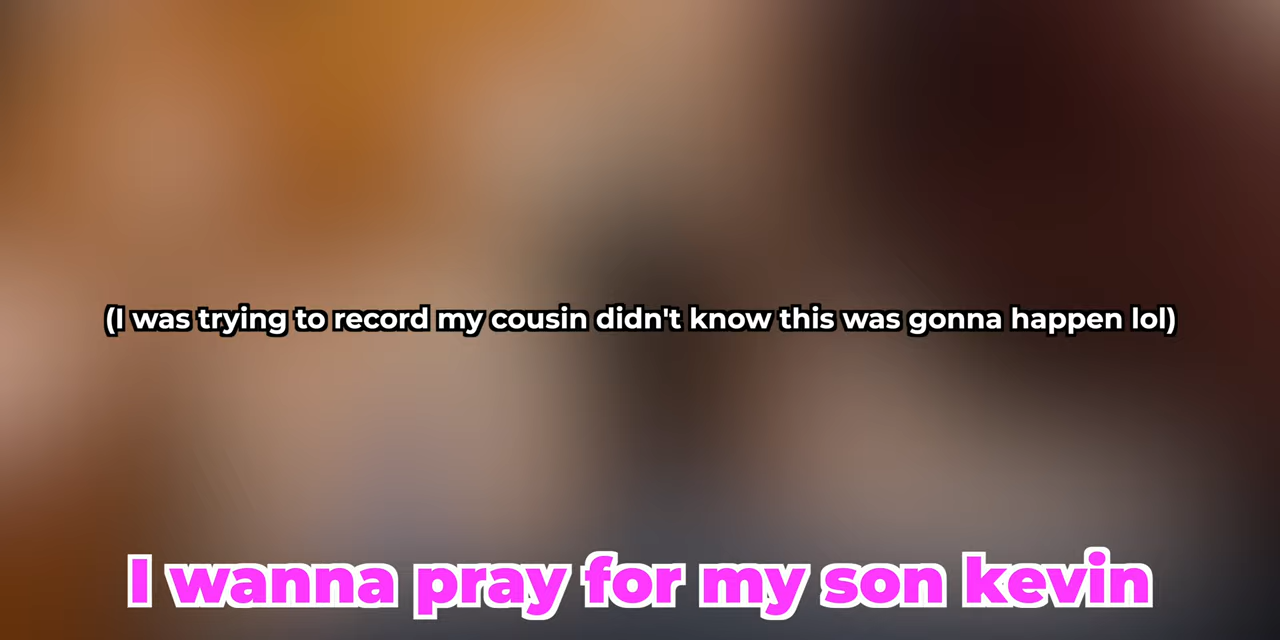 (I was trying to record my cousin didn't know this was gonna happen lol)
I wanna pray for my son kevin